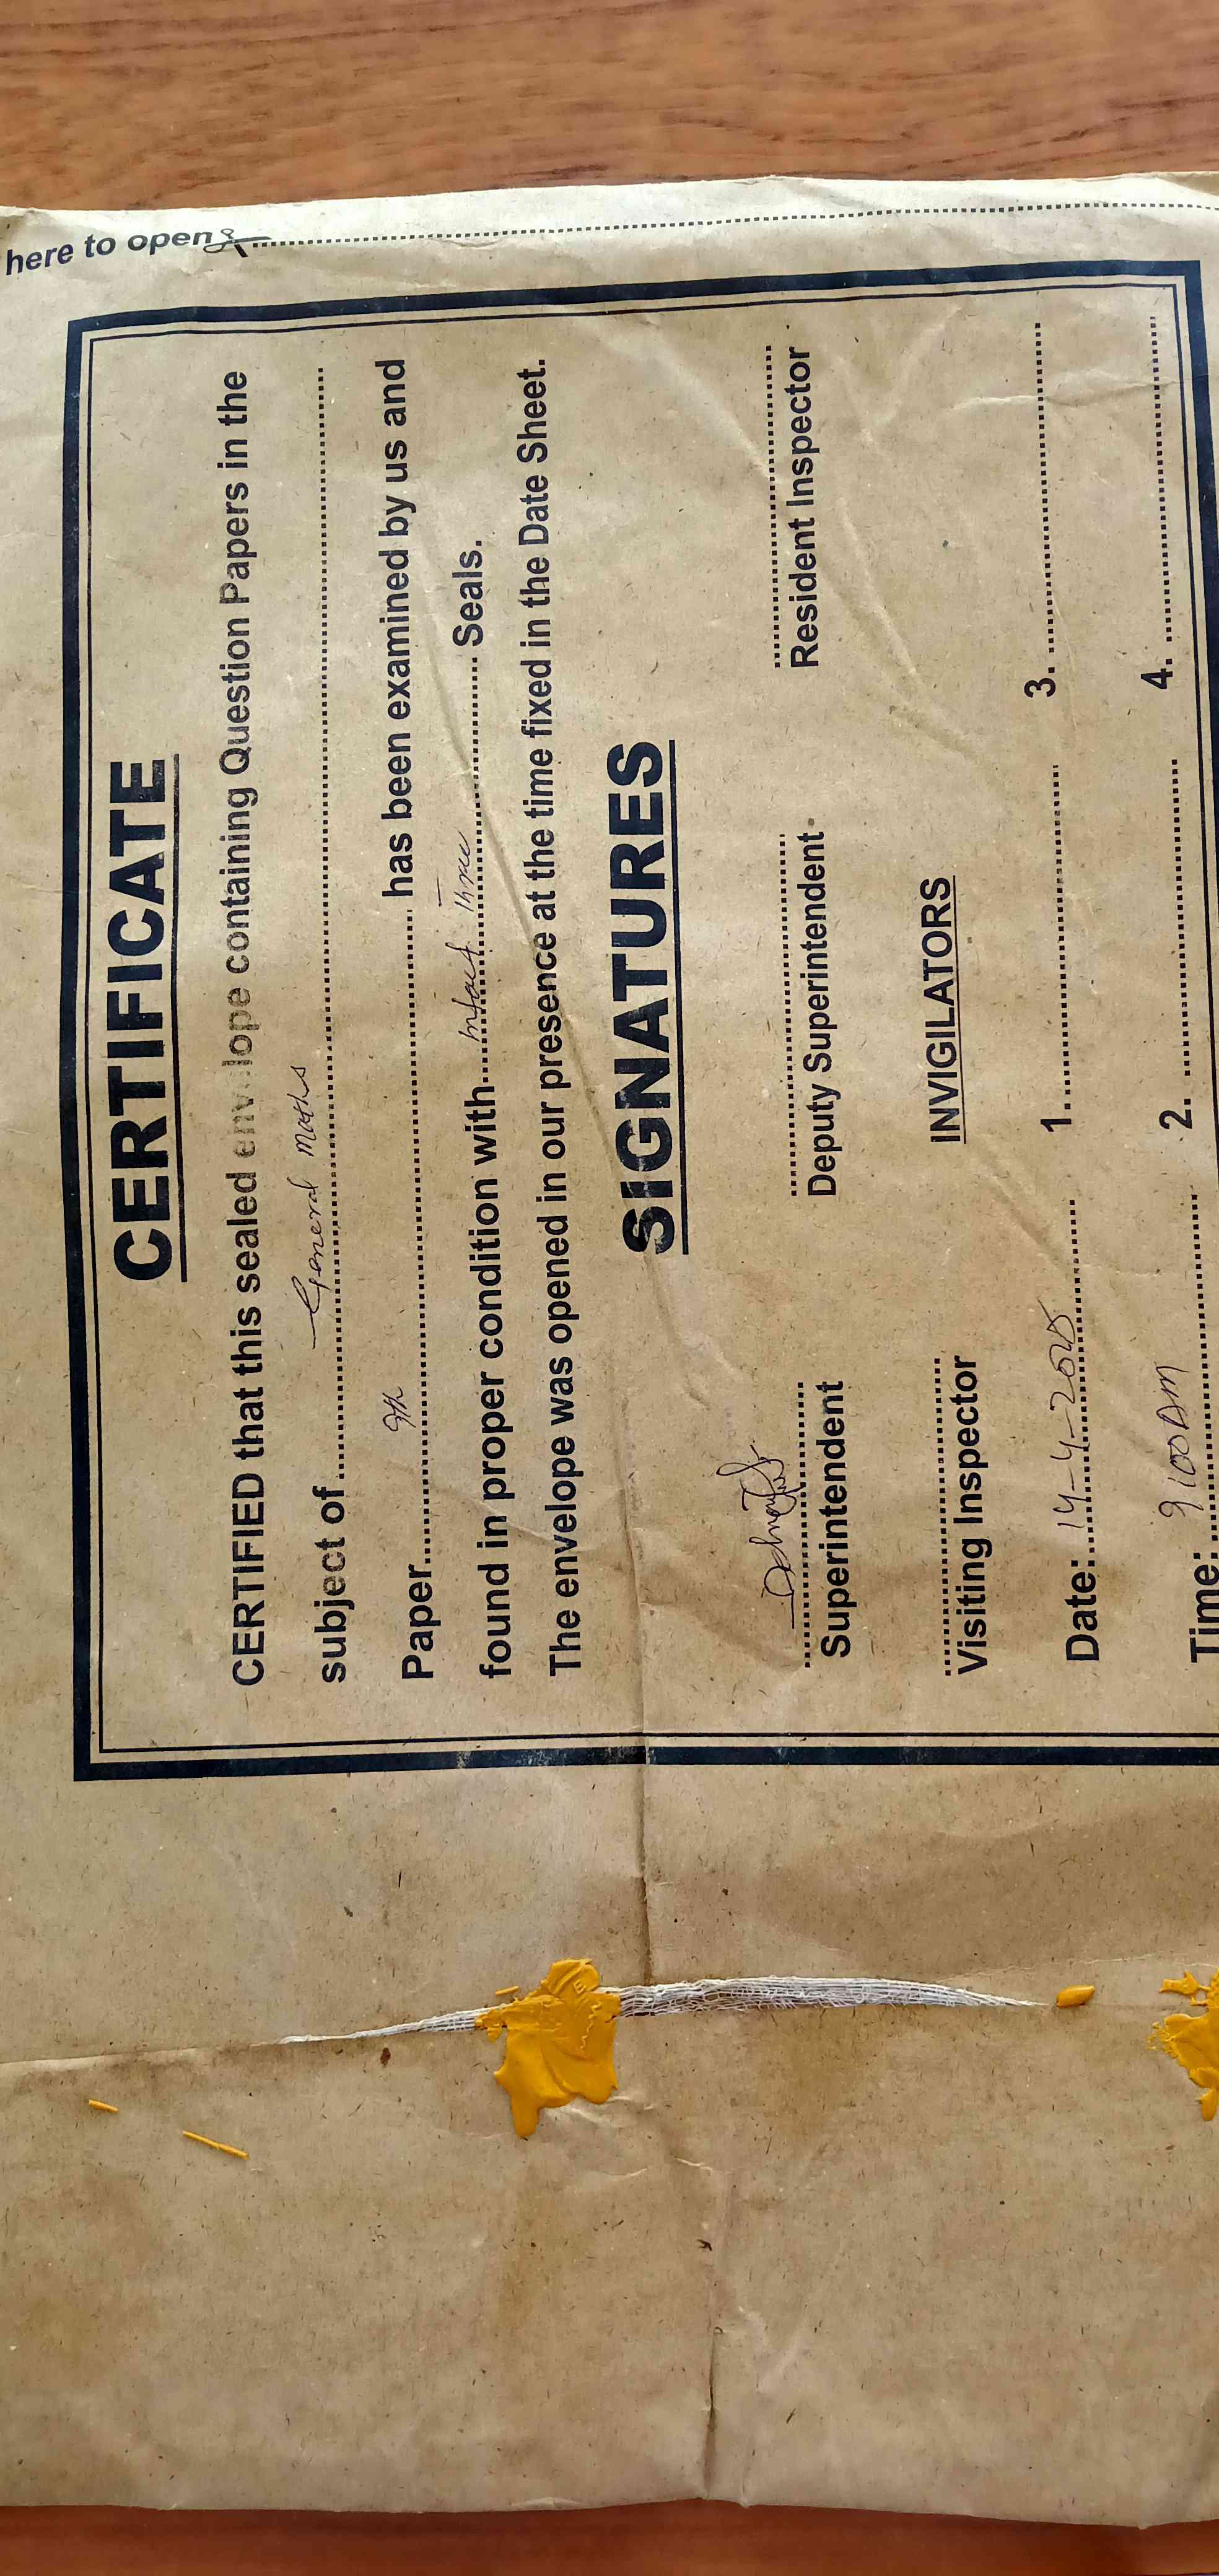 here to open
CERTIFICATE
CERTIFIED that this sealed envelope containing Question Papers in the
subject of General Maths
Paper 9th has been examined by us and
found in proper condition with intact three Seals.
The envelope was opened in our presence at the time fixed in the Date Sheet.
SIGNATURES
Superintendent Deputy Superintendent Resident Inspector
Visiting Inspector INVIGILATORS
Date: 14-4-2025 1. 3.
Time: 9:00 AM 2. 4.